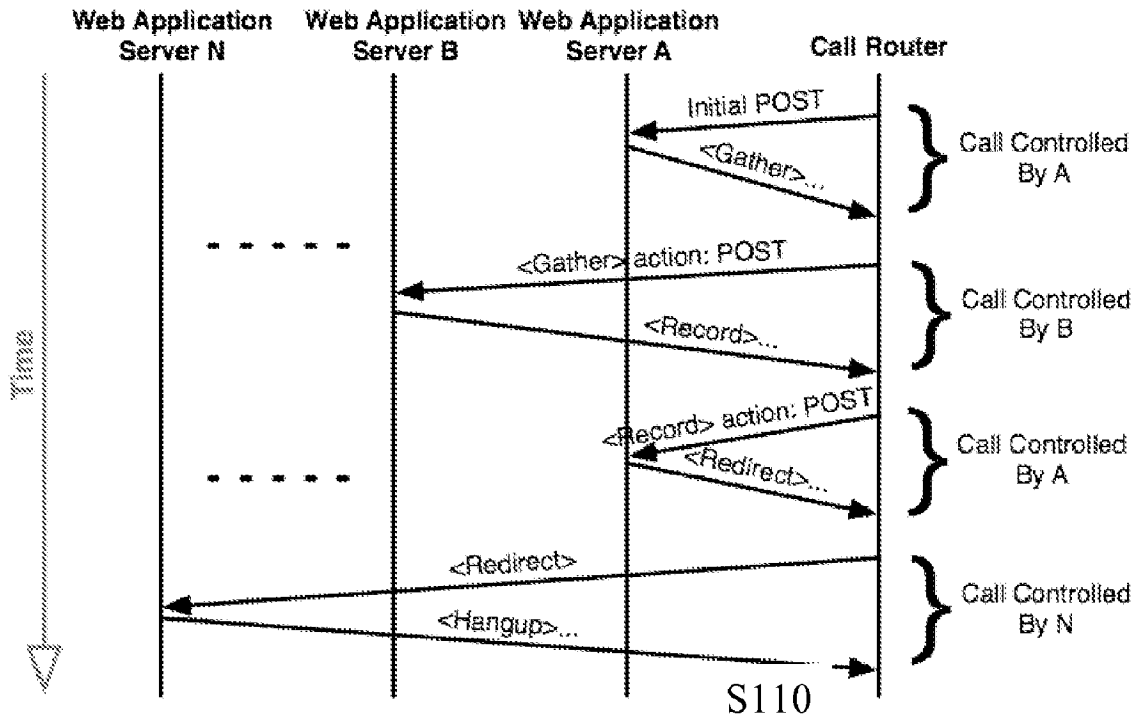 Web Application
Server N
Web Application
Server B
Web Application
Server A
Call Router
Initial POST
<Gather>...
Call Controlled
By A
<Gather> action: POST
<Record>...
Call Controlled
By B
Time
<Record> action: POST
<Redirect>...
Call Controlled
By A
<Redirect>
<Hangup>...
Call Controlled
By N
S110